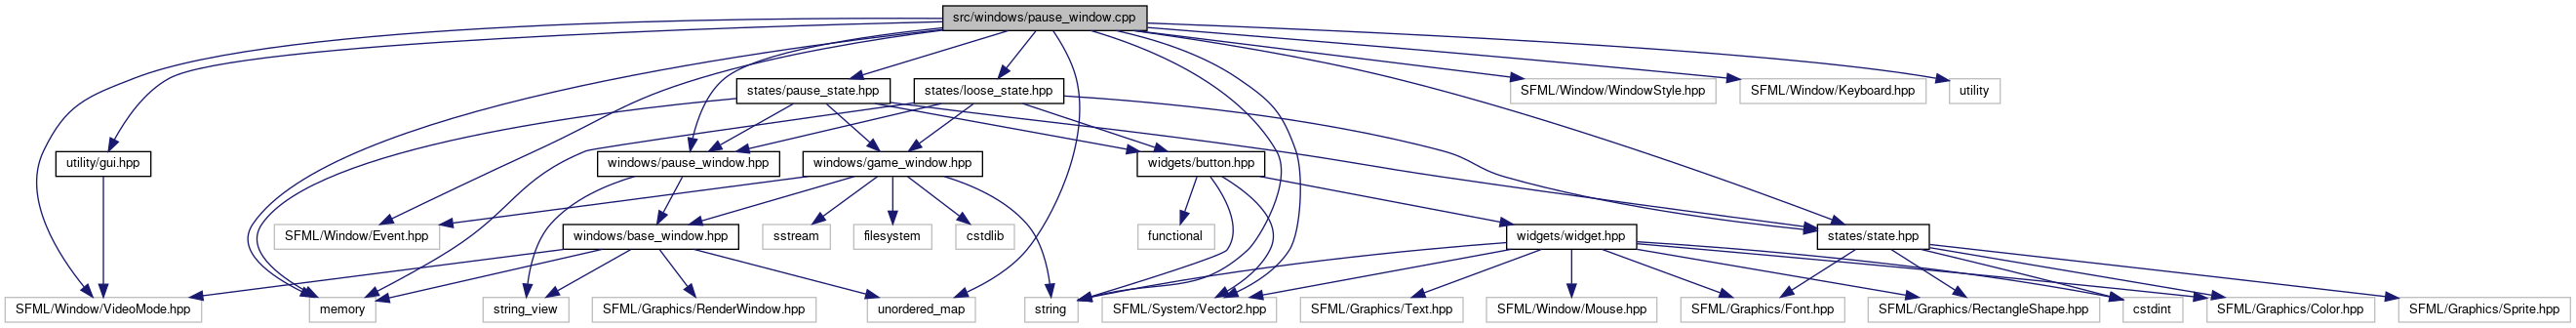 src/windows/pause_window.cpp
states/pause_state.hpp
states/loose_state.hpp
SFML/Window/WindowStyle.hpp
SFML/Window/Keyboard.hpp
utility
utility/gui.hpp
windows/pause_window.hpp
windows/game_window.hpp
widgets/button.hpp
SFML/Window/Event.hpp
windows/base_window.hpp
sstream
filesystem
cstdlib
functional
widgets/widget.hpp
states/state.hpp
SFML/Window/VideoMode.hpp
memory
string_view
SFML/Graphics/RenderWindow.hpp
unordered_map
string
SFML/System/Vector2.hpp
SFML/Graphics/Text.hpp
SFML/Window/Mouse.hpp
SFML/Graphics/Font.hpp
SFML/Graphics/RectangleShape.hpp
cstdint
SFML/Graphics/Color.hpp
SFML/Graphics/Sprite.hpp